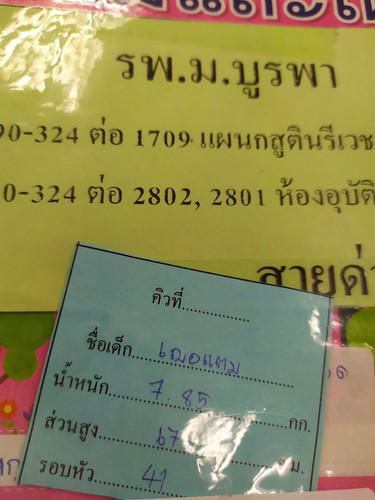 รพ.ม.บูรพา
90-324 ต่อ 1709 แผนกสูตินรีเวช
0-324 ต่อ 2802, 2801 ห้องอุบัติ
สายด่
คิวที่
ชื่อเด็ก เฌอแตม
น้ำหนัก 7.85 กก.
ส่วนสูง 67 ซม.
รอบหัว 41